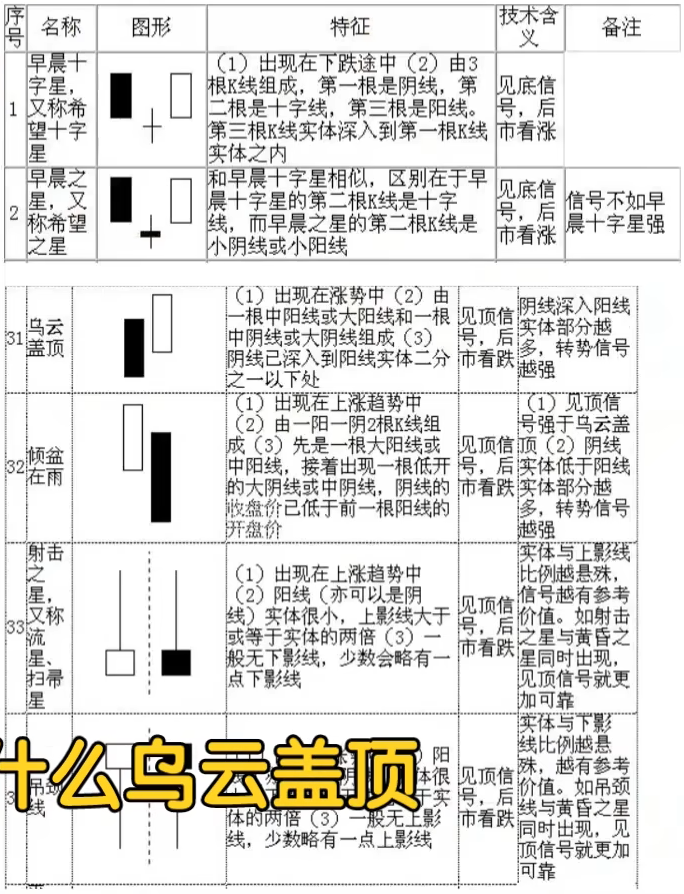 序号
名称
图形
特征
技术含义
备注
1
早晨十
字星，
又称希
望十字
星
（1）出现在下跌途中（2）由3
根K线组成，第一根是阴线，第
二根是十字线，第三根是阳线。
第三根K线实体深入到第一根K线
实体之内
见底信
号，后
市看涨
2
早晨之
星，又
称希望
之星
和早晨十字星相似，区别在于早
晨十字星的第二根K线是十字
线，而早晨之星的第二根K线是
小阴线或小阳线
见底信
号，后
市看涨
信号不如早
晨十字星强
31
乌云
盖顶
（1）出现在涨势中（2）由
一根中阳线或大阳线和一根
中阴线或大阴线组成（3）
阴线已深入到阳线实体二分
之一以下处
见顶信
号，后
市看跌
阴线深入阳线
实体部分越
多，转势信号
越强
32
倾盆
在雨
（1）出现在上涨趋势中
（2）由一阳一阴2根K线组
成（3）先是一根大阳线或
中阳线，接着出现一根低开
的大阴线或中阴线，阴线的
收盘价已低于前一根阳线的
开盘价
见顶信
号，后
市看跌
（1）见顶信
号强于乌云盖
顶（2）阴线
实体低于阳线
实体部分越
多，转势信号
越强
33
射击
之
星，
又称
流
星、
扫帚
星
（1）出现在上涨趋势中
（2）阳线（亦可以是阴
线）实体很小，上影线大于
或等于实体的两倍（3）一
般无下影线，少数会略有一
点下影线
见顶信
号，后
市看跌
实体与上影线
比例越悬殊，
信号越有参考
价值。如射击
之星与黄昏之
星同时出现，
见顶信号就更
加可靠
什么乌云盖顶
吊颈
线
）阳
体很
于实
体的两倍（3）一般无上影
线，少数略有一点上影线
见顶信
号，后
市看跌
实体与下影
线比例越悬
殊，越有参考
价值。如吊颈
线与黄昏之星
同时出现，见
顶信号就更加
可靠